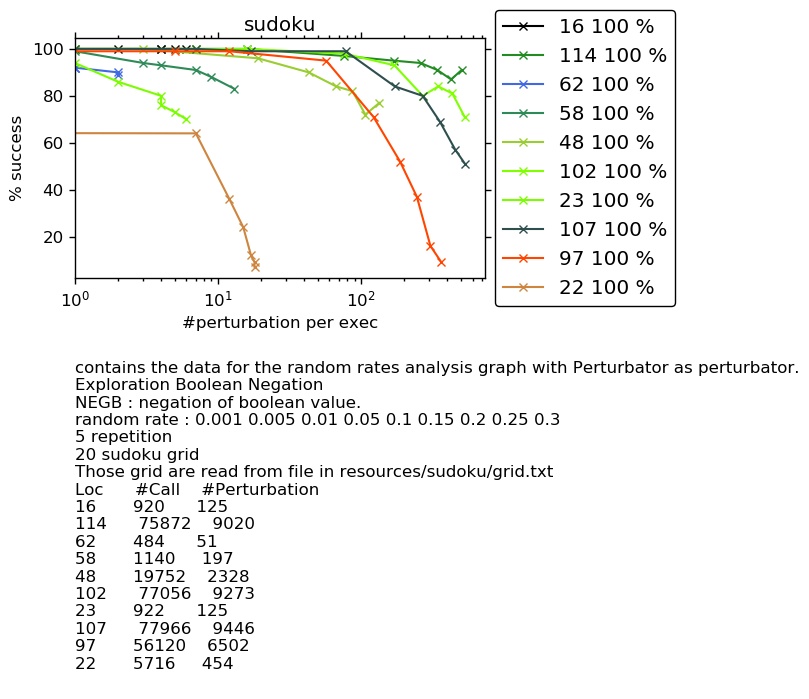 sudoku
100
80
60
40
20
% success
10^0
10^1
10^2
#perturbation per exec
16 100 %
114 100 %
62 100 %
58 100 %
48 100 %
102 100 %
23 100 %
107 100 %
97 100 %
22 100 %
contains the data for the random rates analysis graph with Perturbator as perturbator.
Exploration Boolean Negation
NEGB : negation of boolean value.
random rate : 0.001 0.005 0.01 0.05 0.1 0.15 0.2 0.25 0.3
5 repetition
20 sudoku grid
Those grid are read from file in resources/sudoku/grid.txt
Loc #Call #Perturbation
16 920 125
114 75872 9020
62 484 51
58 1140 197
48 19752 2328
102 77056 9273
23 922 125
107 77966 9446
97 56120 6502
22 5716 454